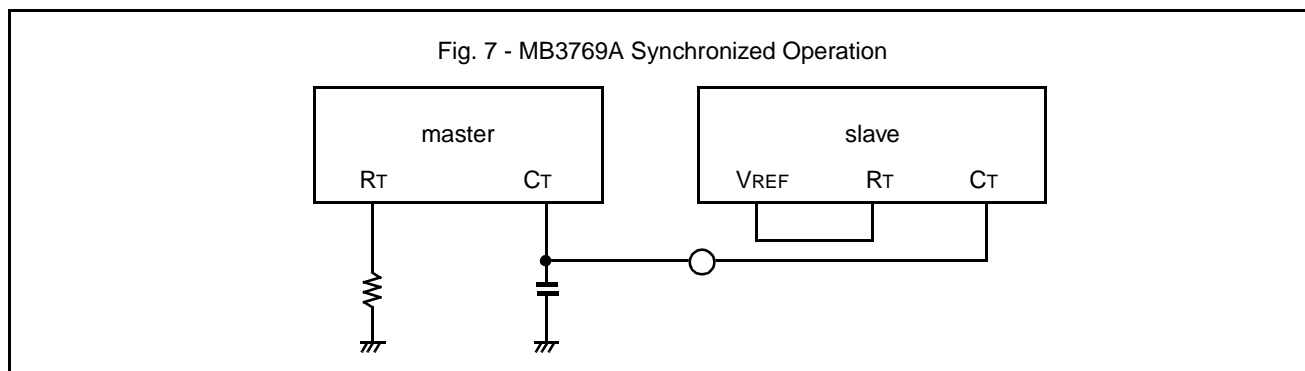 Fig. 7 - MB3769A Synchronized Operation
master
slave
RT
CT
VREF
RT
CT